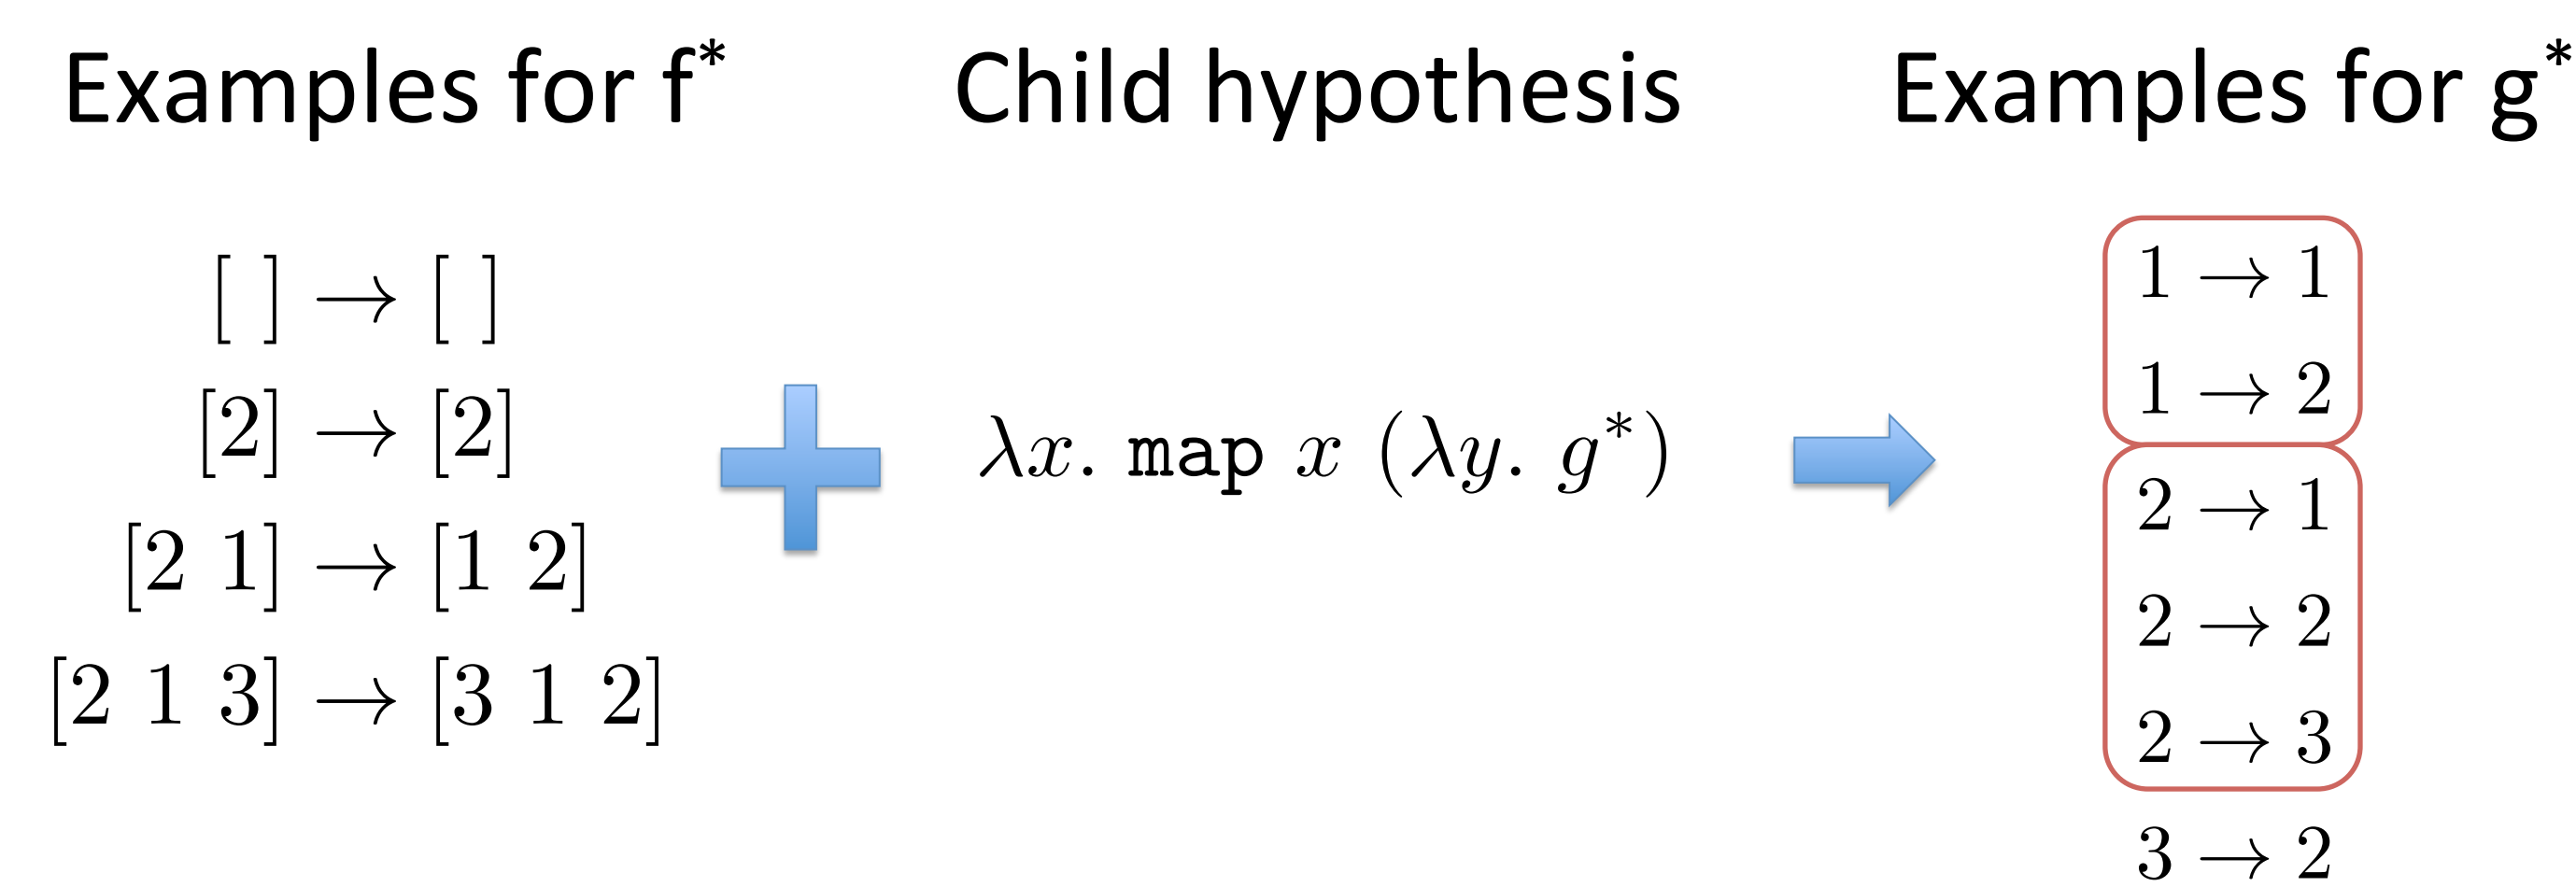 Examples for f*
[ ] → [ ]
[2] → [2]
[2 1] → [1 2]
[2 1 3] → [3 1 2]
Child hypothesis
λx. map x (λy. g*)
Examples for g*
1 → 1
1 → 2
2 → 1
2 → 2
2 → 3
3 → 2